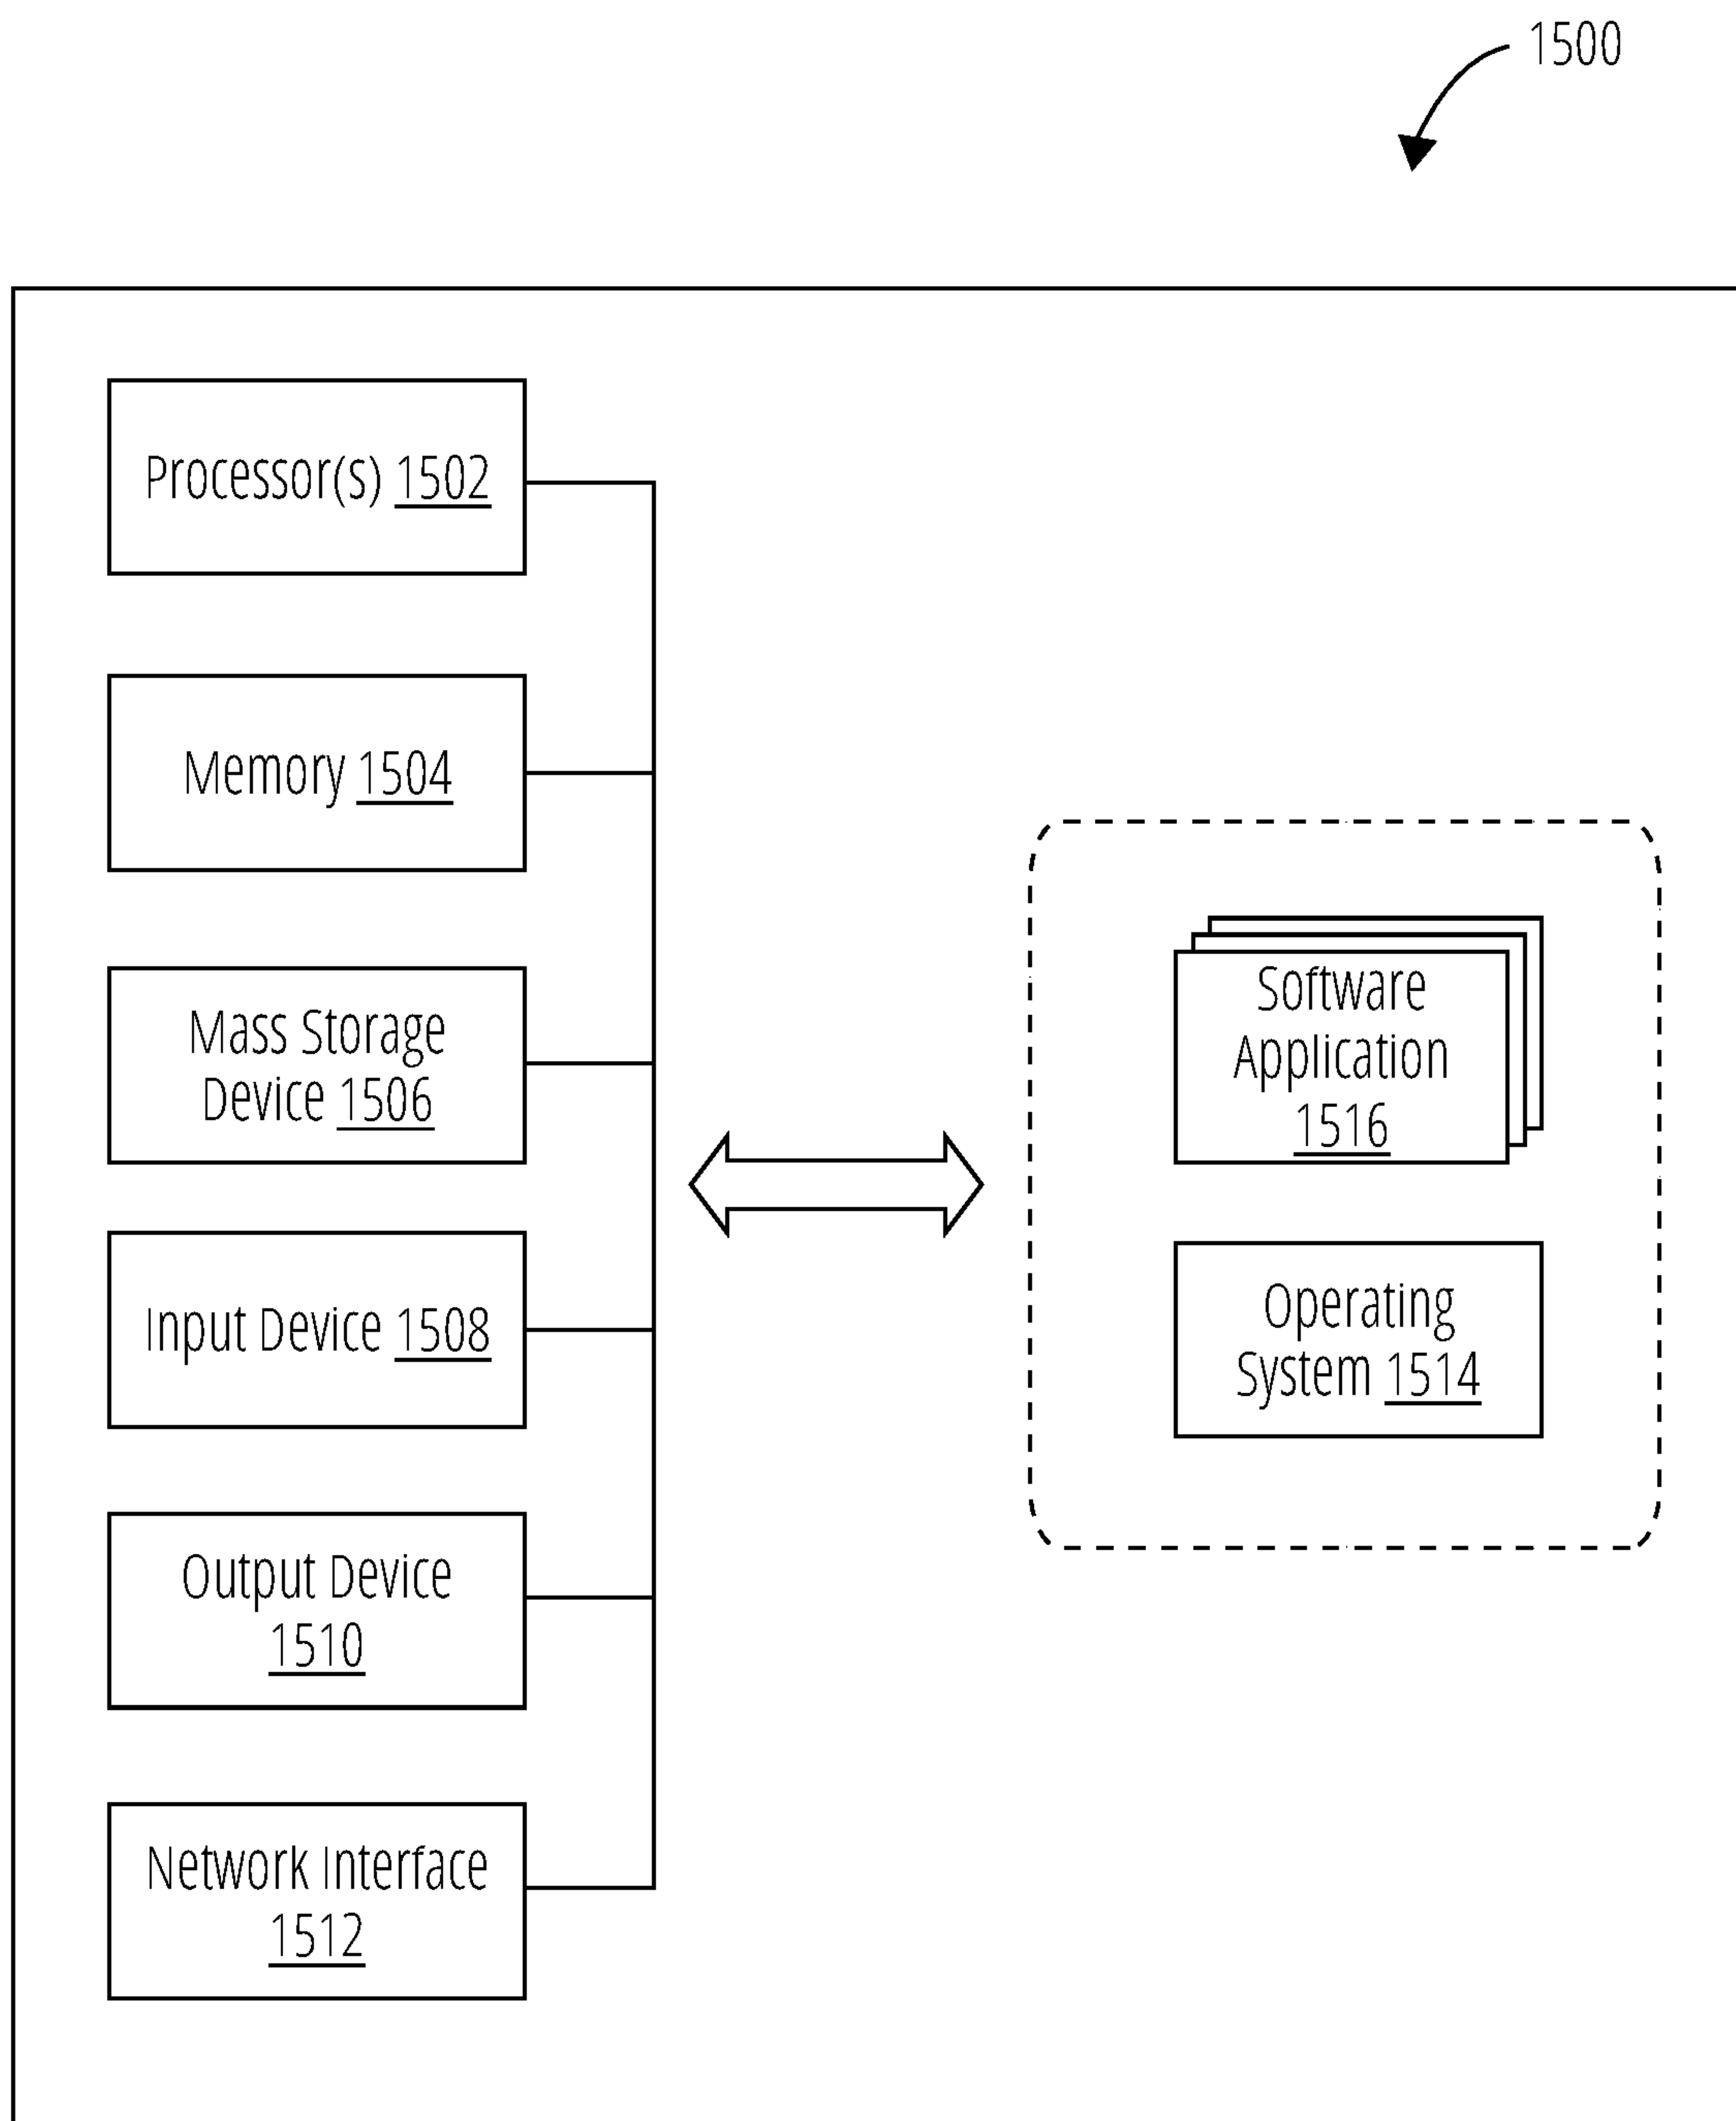 1500
Processor(s) 1502
Memory 1504
Mass Storage
Device 1506
Input Device 1508
Output Device
1510
Network Interface
1512
Software
Application
1516
Operating
System 1514